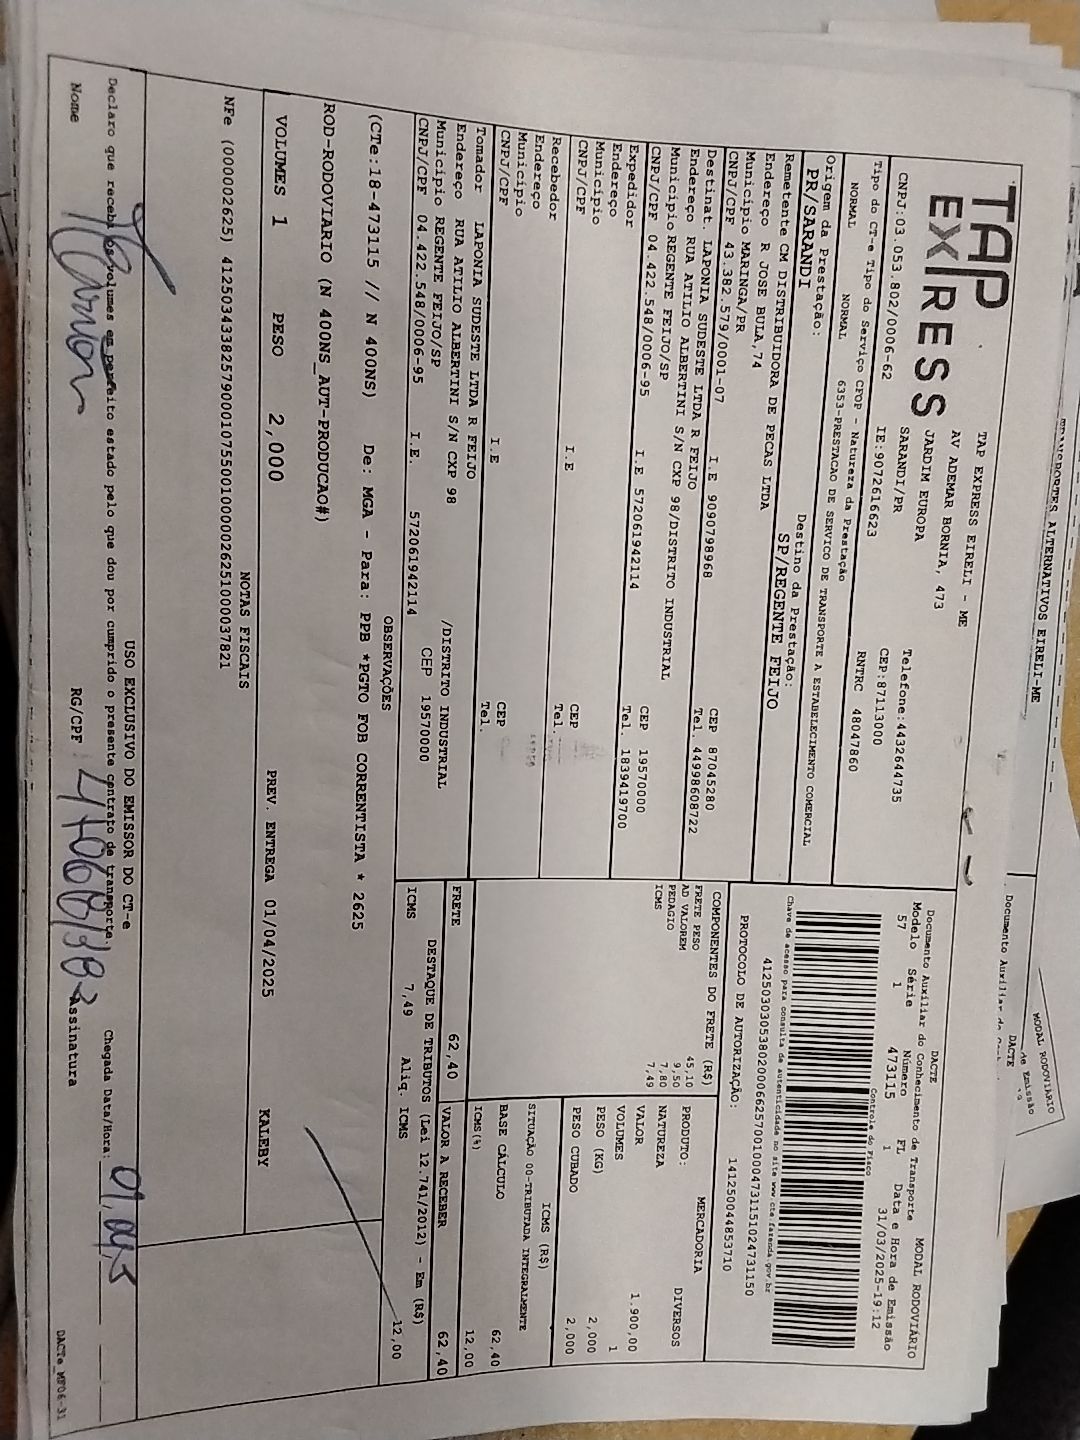 TRANSPORTES ALTERNATIVOS EIRELI-ME
Documento Auxiliar
MODAL RODOVIÁRIO
DACTE
de Emissão
TAP
EXPRESS
TAP EXPRESS EIRELI - ME
AV ADEMAR BORNIA, 473
JARDIM EUROPA
SARANDI/PR
Telefone:4432644735
CEP:87113000
CNPJ:03.053.802/0006-62 IE:9072616623 RNTRC 48047860
Tipo do CT-e Tipo do Serviço CFOP - Natureza da Prestação
NORMAL NORMAL 6353-PRESTACAO DE SERVICO DE TRANSPORTE A ESTABELECIMENTO COMERCIAL
Origem da Prestação: Destino da Prestação:
PR/SARANDI SP/REGENTE FEIJO
Remetente CM DISTRIBUIDORA DE PECAS LTDA
Endereço R JOSE BULA,74
Município MARINGA/PR CEP 87045280
CNPJ/CPF 43.382.579/0001-07 I.E 9090798968 Tel. 44998608722
Destinat. LAPONIA SUDESTE LTDA R FEIJO
Endereço RUA ATILIO ALBERTINI S/N CXP 98/DISTRITO INDUSTRIAL
Município REGENTE FEIJO/SP CEP 19570000
CNPJ/CPF 04.422.548/0006-95 I.E 572061942114 Tel. 1839419700
Expedidor
Endereço
Município CEP
CNPJ/CPF I.E Tel.
Recebedor
Endereço
Município CEP
CNPJ/CPF I.E Tel.
Tomador LAPONIA SUDESTE LTDA R FEIJO
Endereço RUA ATILIO ALBERTINI S/N CXP 98 /DISTRITO INDUSTRIAL
Município REGENTE FEIJO/SP CEP 19570000
CNPJ/CPF 04.422.548/0006-95 I.E. 572061942114
DACTE MODAL RODOVIÁRIO
Documento Auxiliar do Conhecimento de Transporte
Modelo Série Número FL Data e Hora de Emissão
57 1 473115 1 31/03/2025-19:12
Controle do Fisco
Chave de acesso para consulta de autenticidade no site www.cte.fazenda.gov.br
41250303053802000662570010004731151024731150
PROTOCOLO DE AUTORIZAÇÃO: 141250044853710
COMPONENTES DO FRETE (R$)
FRETE PESO 45,10
AD VALOREM 9,50
PEDAGIO 7,80
ICMS 7,49
MERCADORIA
PRODUTO: DIVERSOS
NATUREZA
VALOR 1.900,00
VOLUMES 1
PESO (KG) 2,000
PESO CUBADO 2,000
ICMS (R$)
SITUAÇÃO 00-TRIBUTADA INTEGRALMENTE
BASE CÁLCULO 62,40
ICMS(%) 12,00
FRETE 62,40 VALOR A RECEBER 62,40
DESTAQUE DE TRIBUTOS (Lei 12.741/2012) - Em (R$)
ICMS 7,49 Aliq. ICMS 12,00
OBSERVAÇÕES
(CTe:18-473115 // N 400NS) De: MGA - Para: PPB *PGTO FOB CORRENTISTA * 2625
ROD-RODOVIARIO (N 400NS_AUT-PRODUCAO#)
VOLUMES 1 PESO 2,000 PREV. ENTREGA 01/04/2025 KALEBY
NOTAS FISCAIS
NFe (000002625) 41250343382579000107550010000026251000037821
USO EXCLUSIVO DO EMISSOR DO CT-e
Declaro que recebi os volumes em perfeito estado pelo que dou por cumprido o presente contrato de transporte. Chegada Data/Hora:
Nome RG/CPF: Assinatura
DACTe_MP06-31